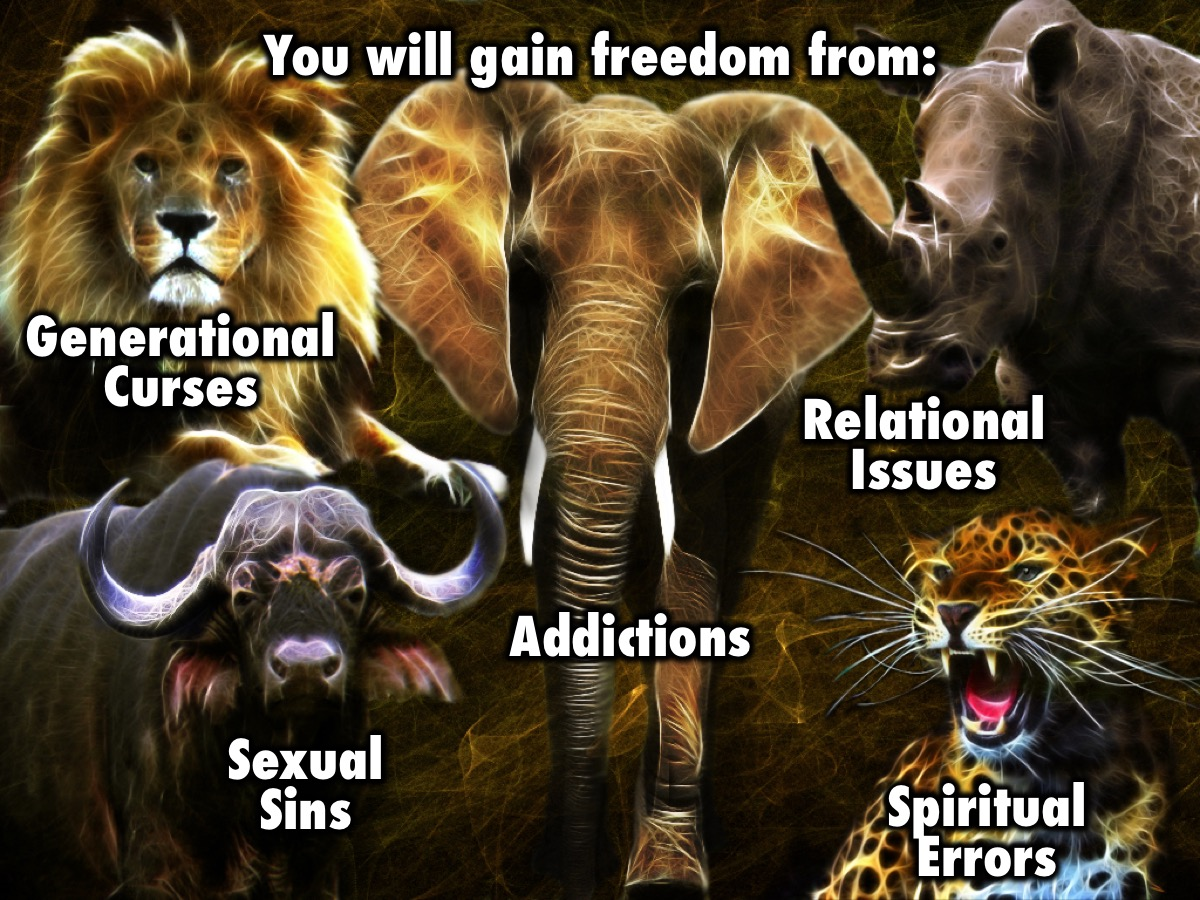 You will gain freedom from:
Generational
Curses
Relational
Issues
Addictions
Sexual
Sins
Spiritual
Errors